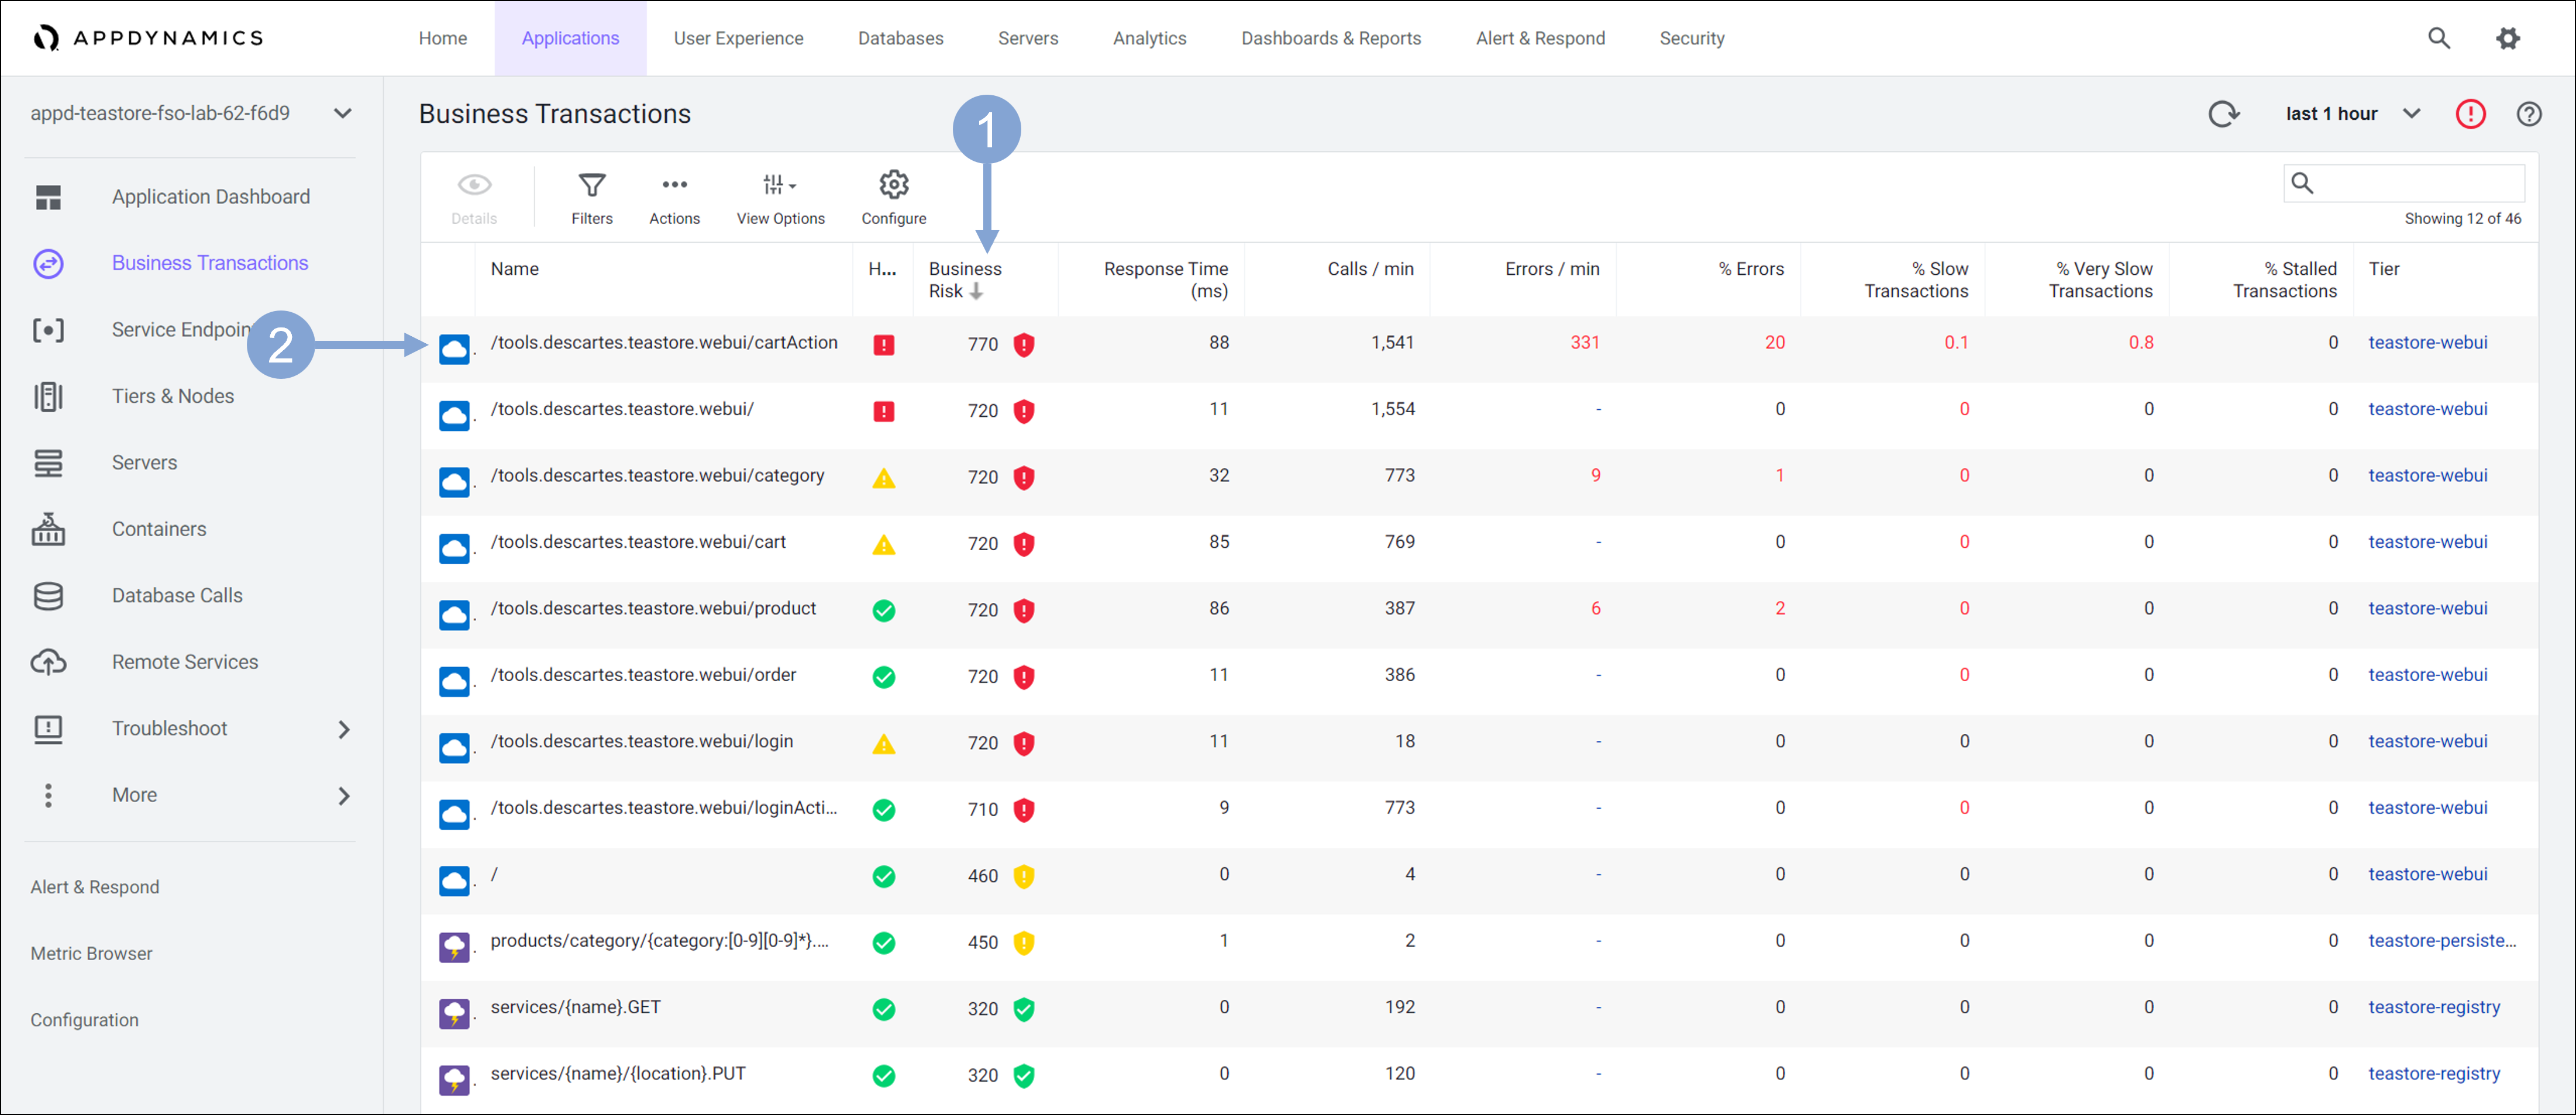 APPDYNAMICS Home Applications User Experience Databases Servers Analytics Dashboards & Reports Alert & Respond Security
appd-teastore-fso-lab-62-f6d9
Application Dashboard
Business Transactions
Service Endpoin
Tiers & Nodes
Servers
Containers
Database Calls
Remote Services
Troubleshoot
More
Alert & Respond
Metric Browser
Configuration
Business Transactions
1
last 1 hour
Details Filters Actions View Options Configure
Showing 12 of 46
2
Name H... Business Risk Response Time (ms) Calls / min Errors / min % Errors % Slow Transactions % Very Slow Transactions % Stalled Transactions Tier
/tools.descartes.teastore.webui/cartAction 770 88 1,541 331 20 0.1 0.8 0 teastore-webui
/tools.descartes.teastore.webui/ 720 11 1,554 - 0 0 0 0 teastore-webui
/tools.descartes.teastore.webui/category 720 32 773 9 1 0 0 0 teastore-webui
/tools.descartes.teastore.webui/cart 720 85 769 - 0 0 0 0 teastore-webui
/tools.descartes.teastore.webui/product 720 86 387 6 2 0 0 0 teastore-webui
/tools.descartes.teastore.webui/order 720 11 386 - 0 0 0 0 teastore-webui
/tools.descartes.teastore.webui/login 720 11 18 - 0 0 0 0 teastore-webui
/tools.descartes.teastore.webui/loginActi... 710 9 773 - 0 0 0 0 teastore-webui
/ 460 0 4 - 0 0 0 0 teastore-webui
products/category/{category:[0-9][0-9]*}.... 450 1 2 - 0 0 0 0 teastore-persiste...
services/{name}.GET 320 0 192 - 0 0 0 0 teastore-registry
services/{name}/{location}.PUT 320 0 120 - 0 0 0 0 teastore-registry